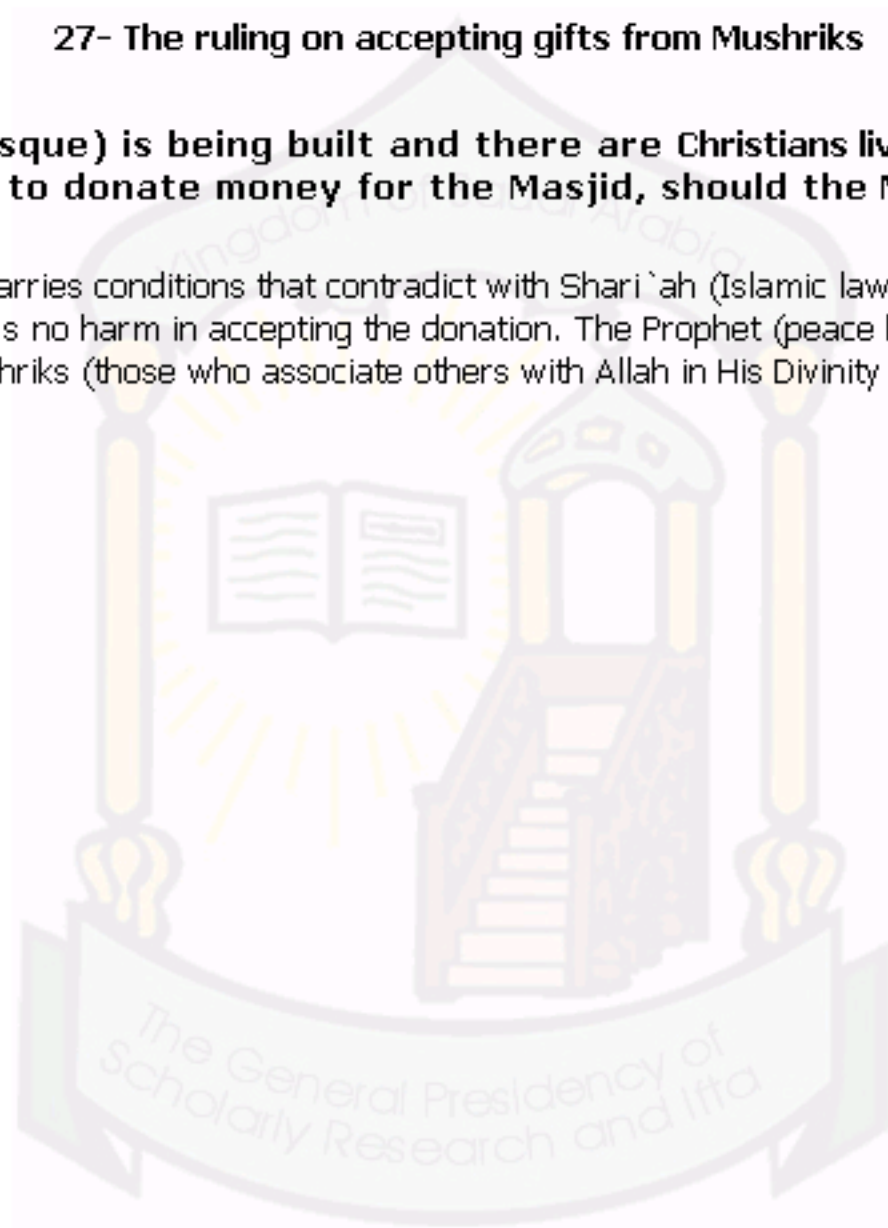 27- The ruling on accepting gifts from Mushriks
sque) is being built and there are Christians liv
to donate money for the Masjid, should the M
arries conditions that contradict with Shari`ah (Islamic law
s no harm in accepting the donation. The Prophet (peace
hriks (those who associate others with Allah in His Divinity
Kingdom of Saudi Arabia
The General Presidency of
Scholarly Research and Ifta